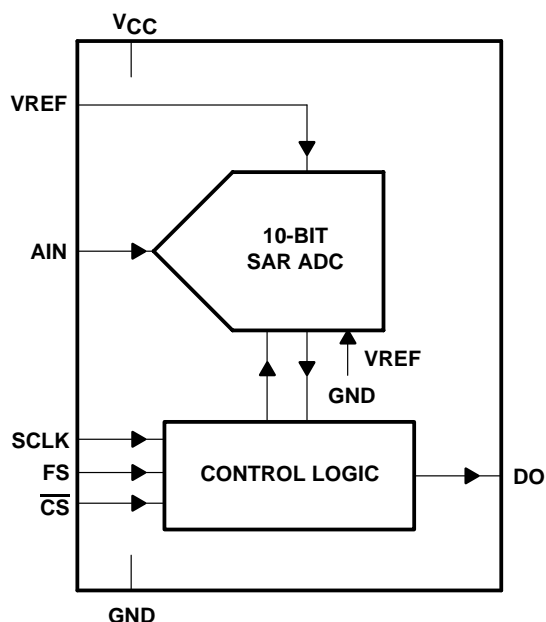 VCC
VREF
10-BIT
SAR ADC
AIN
VREF
GND
SCLK
FS
CS
CONTROL LOGIC
DO
GND